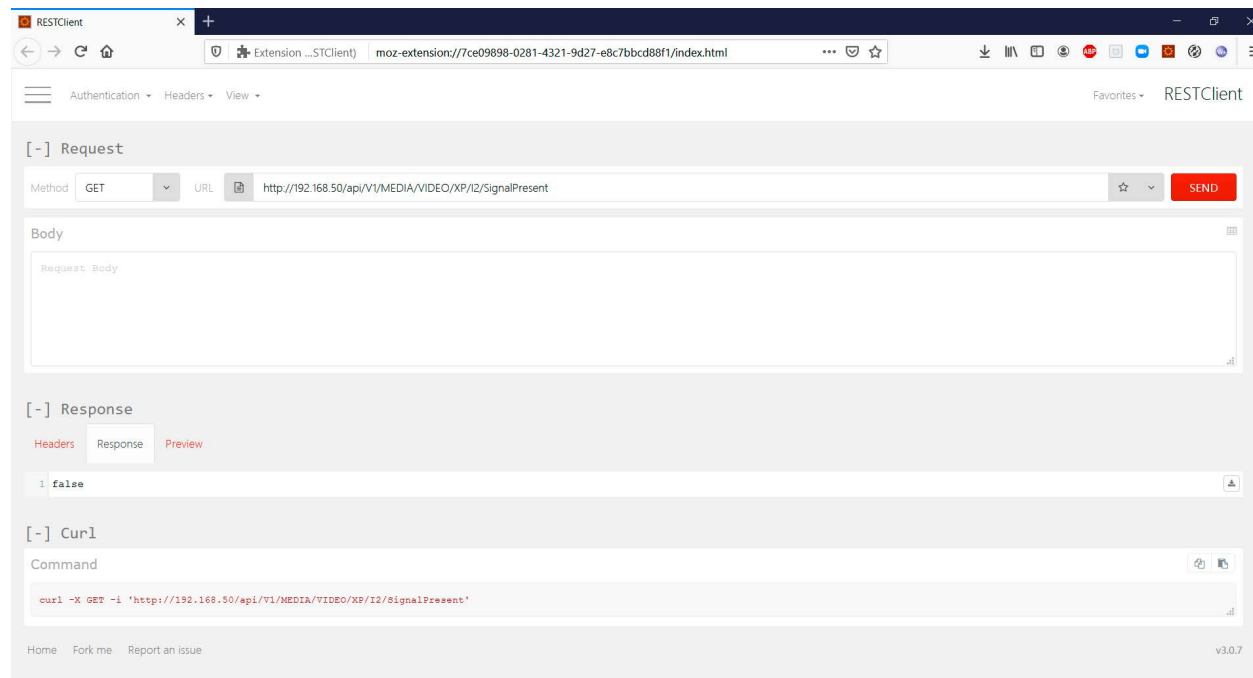 RESTClient
Extension ...STClient) moz-extension://7ce09898-0281-4321-9d27-e8c7bbcd88f1/index.html
ABP
Authentication Headers View Favorites RESTClient
[-] Request
Method GET URL http://192.168.50/api/V1/MEDIA/VIDEO/XP/I2/SignalPresent SEND
Body
Request Body
[-] Response
Headers Response Preview
1 false
[-] Curl
Command
curl -X GET -i 'http://192.168.50/api/V1/MEDIA/VIDEO/XP/I2/SignalPresent'
Home Fork me Report an issue v3.0.7